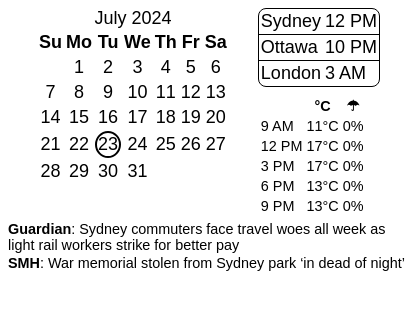 July 2024
Su Mo Tu We Th Fr Sa
1 2 3 4 5 6
7 8 9 10 11 12 13
14 15 16 17 18 19 20
21 22 23 24 25 26 27
28 29 30 31
Sydney 12 PM
Ottawa 10 PM
London 3 AM
°C ☂
9 AM 11°C 0%
12 PM 17°C 0%
3 PM 17°C 0%
6 PM 13°C 0%
9 PM 13°C 0%
Guardian: Sydney commuters face travel woes all week as
light rail workers strike for better pay
SMH: War memorial stolen from Sydney park ‘in dead of night’